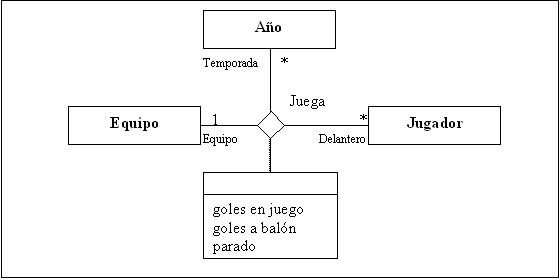 Año
Temporada *
Juega
Equipo 1 * Jugador
Equipo Delantero
goles en juego
goles a balón
parado